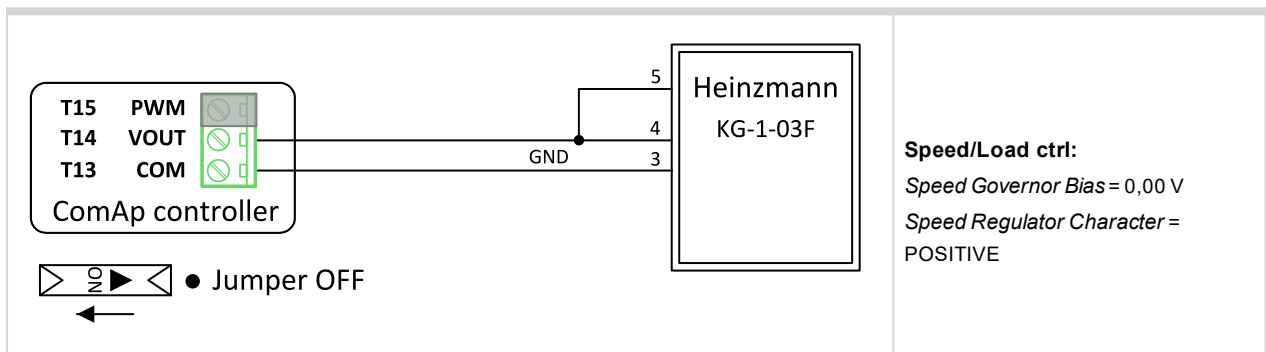 T15 PWM
T14 VOUT
T13 COM
ComAp controller
ON
Jumper OFF
GND
5
4
3
Heinzmann
KG-1-03F
Speed/Load ctrl:
Speed Governor Bias = 0,00 V
Speed Regulator Character =
POSITIVE